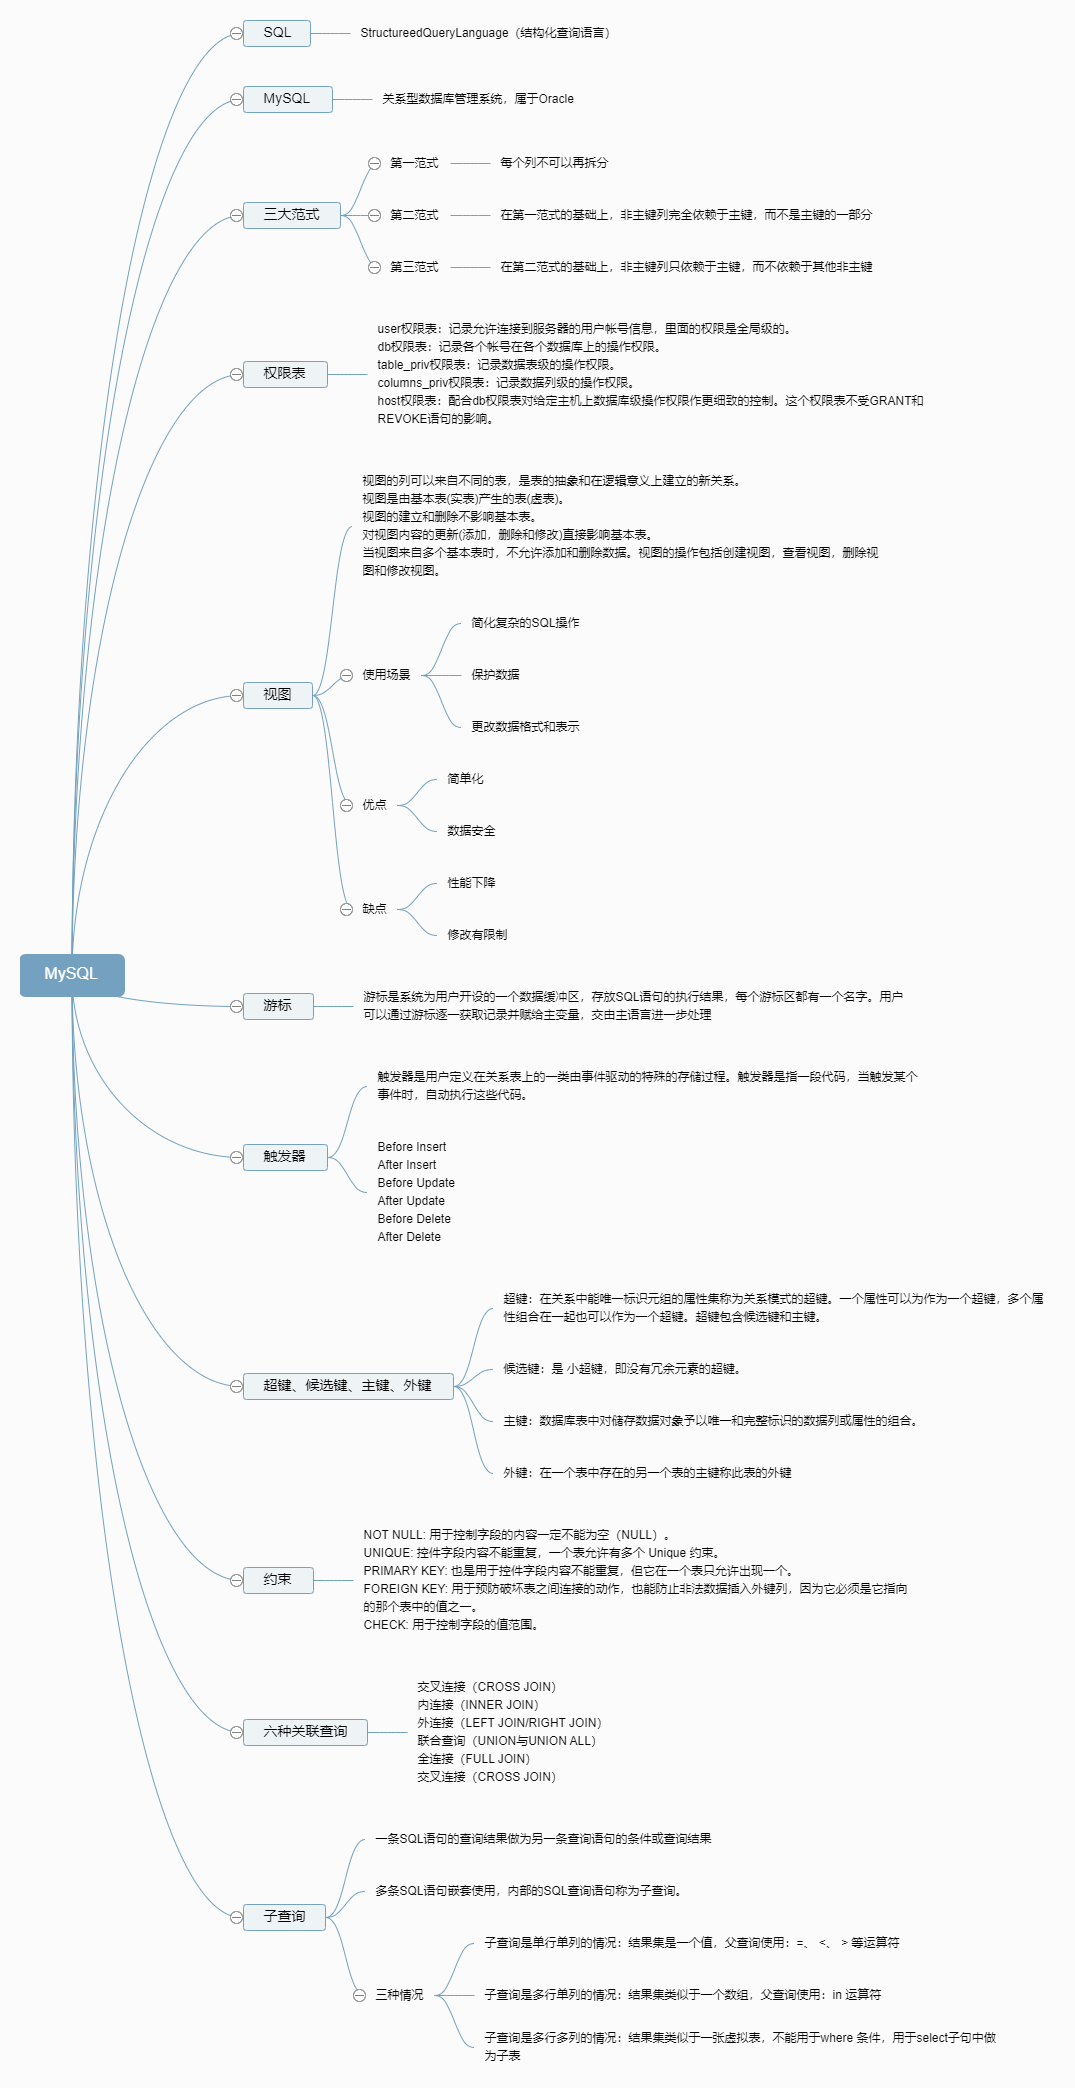 SQL
StructureedQueryLanguage（结构化查询语言）
MySQL
关系型数据库管理系统，属于Oracle
三大范式
第一范式
每个列不可以再拆分
第二范式
在第一范式的基础上，非主键列完全依赖于主键，而不是主键的一部分
第三范式
在第二范式的基础上，非主键列只依赖于主键，而不依赖于其他非主键
权限表
user权限表：记录允许连接到服务器的用户帐号信息，里面的权限是全局级的。
db权限表：记录各个帐号在各个数据库上的操作权限。
table_priv权限表：记录数据表级的操作权限。
columns_priv权限表：记录数据列级的操作权限。
host权限表：配合db权限表对给定主机上数据库级操作权限作更细致的控制。这个权限表不受GRANT和
REVOKE语句的影响。
视图
视图的列可以来自不同的表，是表的抽象和在逻辑意义上建立的新关系。
视图是由基本表(实表)产生的表(虚表)。
视图的建立和删除不影响基本表。
对视图内容的更新(添加，删除和修改)直接影响基本表。
当视图来自多个基本表时，不允许添加和删除数据。视图的操作包括创建视图，查看视图，删除视
图和修改视图。
使用场景
简化复杂的SQL操作
保护数据
更改数据格式和表示
优点
简单化
数据安全
缺点
性能下降
修改有限制
MySQL
游标
游标是系统为用户开设的一个数据缓冲区，存放SQL语句的执行结果，每个游标区都有一个名字。用户
可以通过游标逐一获取记录并赋给主变量，交由主语言进一步处理
触发器
触发器是用户定义在关系表上的一类由事件驱动的特殊的存储过程。触发器是指一段代码，当触发某个
事件时，自动执行这些代码。
Before Insert
After Insert
Before Update
After Update
Before Delete
After Delete
超键、候选键、主键、外键
超键：在关系中能唯一标识元组的属性集称为关系模式的超键。一个属性可以为作为一个超键，多个属
性组合在一起也可以作为一个超键。超键包含候选键和主键。
候选键：是 小超键，即没有冗余元素的超键。
主键：数据库表中对储存数据对象予以唯一和完整标识的数据列或属性的组合。
外键：在一个表中存在的另一个表的主键称此表的外键
约束
NOT NULL: 用于控制字段的内容一定不能为空（NULL）。
UNIQUE: 控件字段内容不能重复，一个表允许有多个 Unique 约束。
PRIMARY KEY: 也是用于控件字段内容不能重复，但它在一个表只允许出现一个。
FOREIGN KEY: 用于预防破坏表之间连接的动作，也能防止非法数据插入外键列，因为它必须是它指向
的那个表中的值之一。
CHECK: 用于控制字段的值范围。
六种关联查询
交叉连接（CROSS JOIN）
内连接（INNER JOIN）
外连接（LEFT JOIN/RIGHT JOIN）
联合查询（UNION与UNION ALL）
全连接（FULL JOIN）
交叉连接（CROSS JOIN）
子查询
一条SQL语句的查询结果做为另一条查询语句的条件或查询结果
多条SQL语句嵌套使用，内部的SQL查询语句称为子查询。
三种情况
子查询是单行单列的情况：结果集是一个值，父查询使用：=、 <、 > 等运算符
子查询是多行单列的情况：结果集类似于一个数组，父查询使用：in 运算符
子查询是多行多列的情况：结果集类似于一张虚拟表，不能用于where 条件，用于select子句中做
为子表